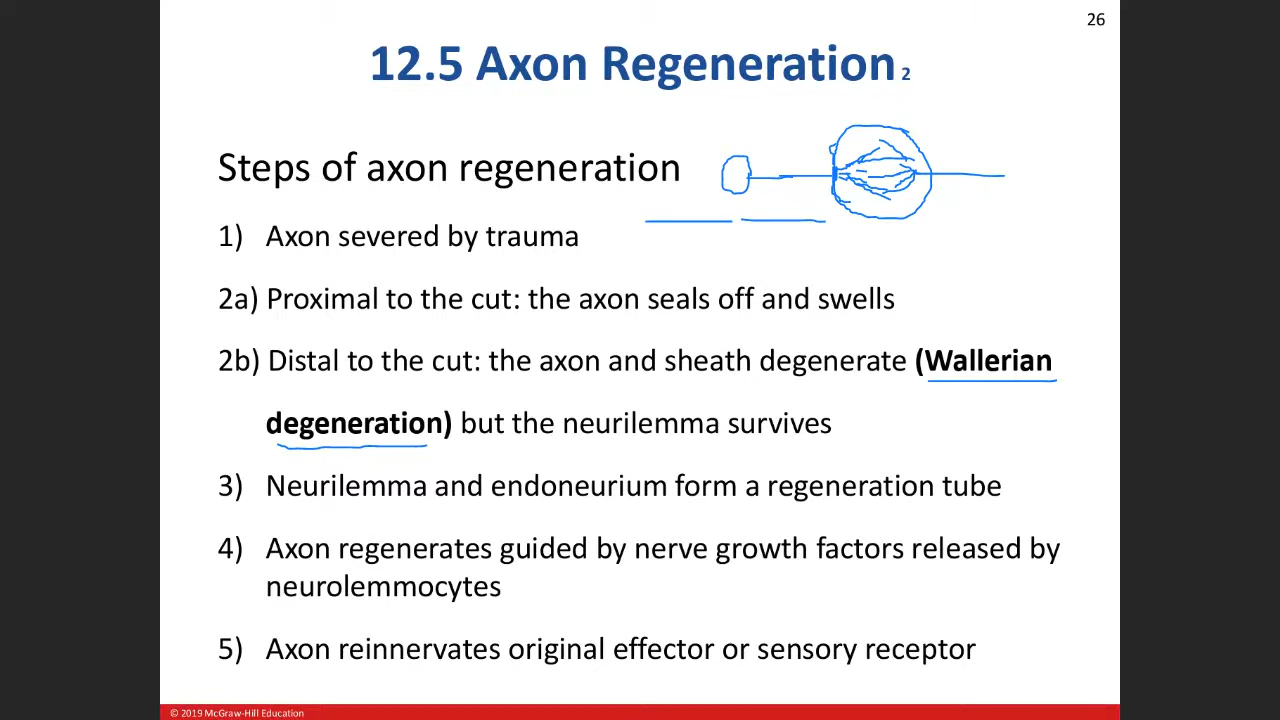 26
12.5 Axon Regeneration 2
Steps of axon regeneration
1) Axon severed by trauma
2a) Proximal to the cut: the axon seals off and swells
2b) Distal to the cut: the axon and sheath degenerate (Wallerian
degeneration) but the neurilemma survives
3) Neurilemma and endoneurium form a regeneration tube
4) Axon regenerates guided by nerve growth factors released by
neurolemmocytes
5) Axon reinnervates original effector or sensory receptor
© 2019 McGraw-Hill Education